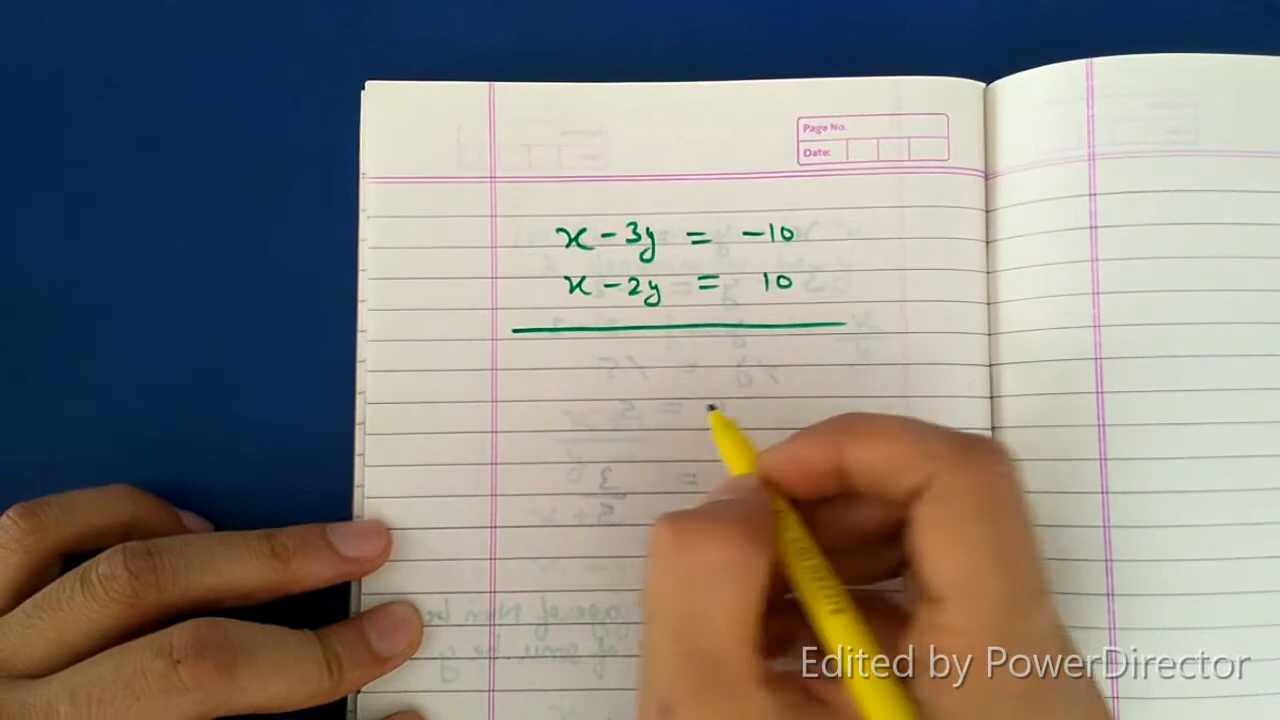 Page No.
Date:
x - 3y = -10
x - 2y = 10
Edited by PowerDirector